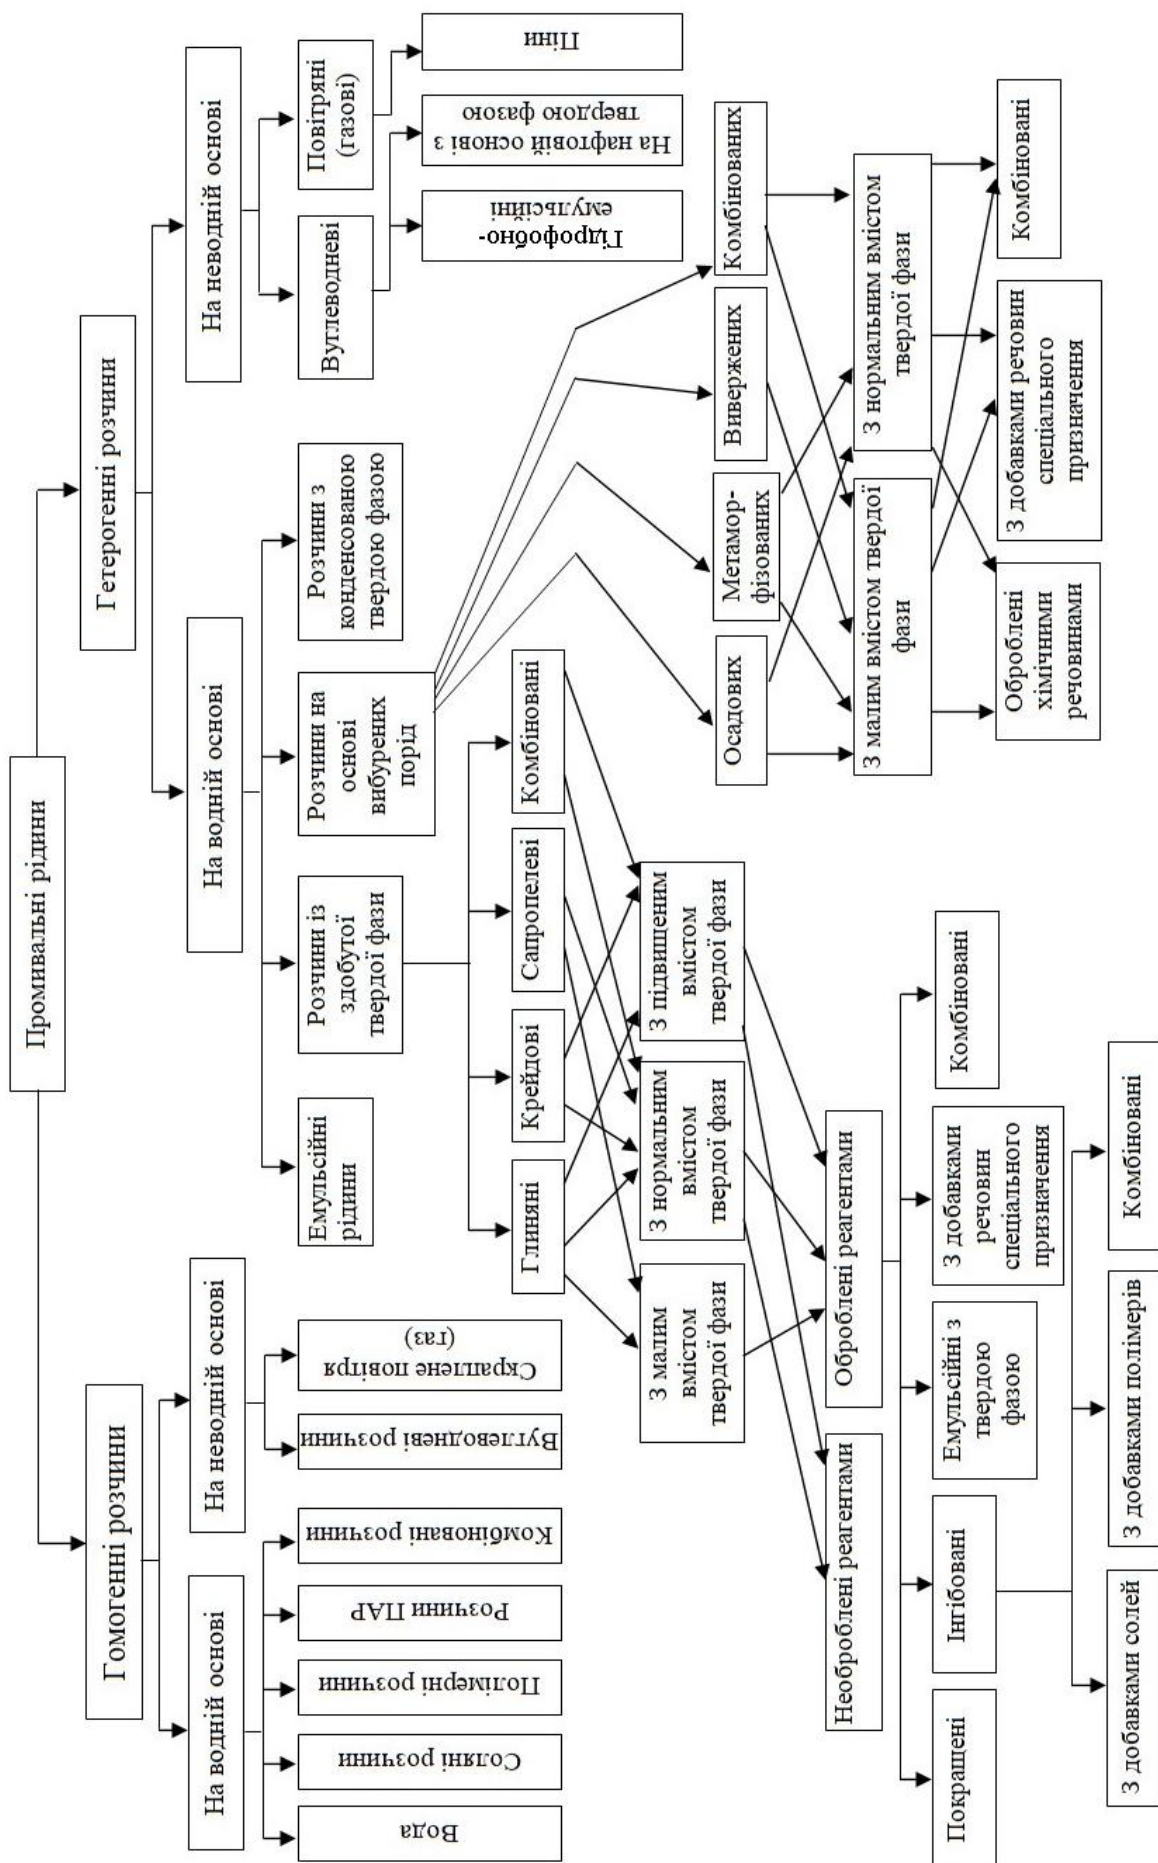 Промивальні рідини
Гомогенні розчини
Гетерогенні розчини
На водній основі
На неводній основі
На водній основі
На неводній основі
Вода
Соляні розчини
Полімерні розчини
Розчини ПАР
Комбіновані розчини
Вуглеводневі розчини
Скраплене повітря
(газ)
Емульсійні
рідини
Розчини із
здобутої
твердої фази
Розчини на
основі
вибурених
порід
Розчини з
конденсованою
твердою фазою
Вуглеводневі
Повітряні
(газові)
Гідрофобно-
емульсійні
На нафтовій основі з
твердою фазою
Піни
Глиняні
Крейдові
Сапропелеві
Комбіновані
З малим
вмістом
твердої фази
З нормальним
вмістом
твердої фази
З підвищеним
вмістом
твердої фази
Осадових
Метамор-
фізованих
Вивержених
Комбінованих
Необроблені реагентами
Оброблені реагентами
З малим вмістом твердої
фази
З нормальним вмістом
твердої фази
Покращені
Інгібовані
Емульсійні з
твердою
фазою
З добавками
речовин
спеціального
призначення
Комбіновані
Оброблені
хімічними
речовинами
З добавками речовин
спеціального
призначення
Комбіновані
З добавками солей
З добавками полімерів
Комбіновані